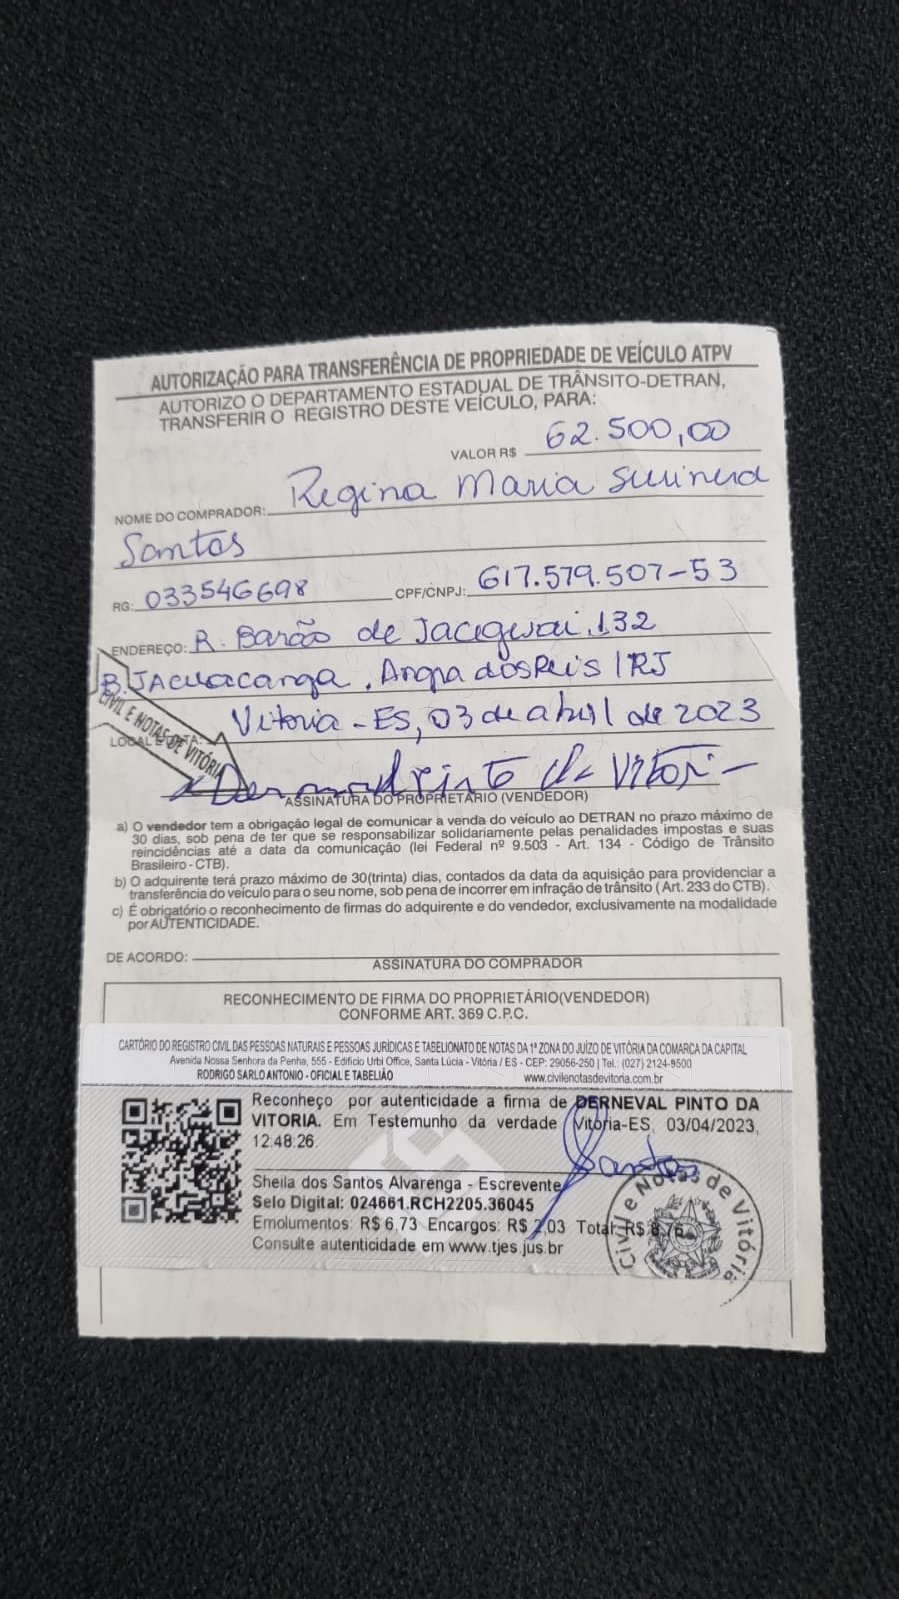 AUTORIZAÇÃO PARA TRANSFERÊNCIA DE PROPRIEDADE DE VEÍCULO ATPV
AUTORIZO O DEPARTAMENTO ESTADUAL DE TRÂNSITO-DETRAN,
TRANSFERIR O REGISTRO DESTE VEÍCULO, PARA:
VALOR R$ 62.500,00
NOME DO COMPRADOR: Regina Maria
Santos
RG: 033546698 CPF/CNPJ: 617.579.507-53
ENDEREÇO: R. Barão de Jaceguai, 132
B. JAcuacanga, Angra dos Reis / RJ
CIVIL E NOTAS DE VITÓRIA
LOCAL E DATA: Vitoria - ES, 03 de abril de 2023
Pinto da Vitori
ASSINATURA DO PROPRIETÁRIO (VENDEDOR)
a) O vendedor tem a obrigação legal de comunicar a venda do veículo ao DETRAN no prazo máximo de
30 dias, sob pena de ter que se responsabilizar solidariamente pelas penalidades impostas e suas
reincidências até a data da comunicação (lei Federal nº 9.503 - Art. 134 - Código de Trânsito
Brasileiro - CTB).
b) O adquirente terá prazo máximo de 30(trinta) dias, contados da data da aquisição para providenciar a
transferência do veículo para o seu nome, sob pena de incorrer em infração de trânsito ( Art. 233 do CTB).
c) É obrigatório o reconhecimento de firmas do adquirente e do vendedor, exclusivamente na modalidade
por AUTENTICIDADE.
DE ACORDO:
ASSINATURA DO COMPRADOR
RECONHECIMENTO DE FIRMA DO PROPRIETÁRIO(VENDEDOR)
CONFORME ART. 369 C.P.C.
CARTÓRIO DO REGISTRO CIVIL DAS PESSOAS NATURAIS E PESSOAS JURÍDICAS E TABELIONATO DE NOTAS DA 1ª ZONA DO JUÍZO DE VITÓRIA DA COMARCA DA CAPITAL
Avenida Nossa Senhora da Penha, 555 - Edifício Urbi Office, Santa Lúcia - Vitória / ES - CEP: 29056-250 | Tel.: (027) 2124-9500
RODRIGO SARLO ANTONIO - OFICIAL E TABELIÃO www.civilenotasdevitoria.com.br
Reconheço por autenticidade a firma de DERNEVAL PINTO DA
VITORIA. Em Testemunho da verdade Vitória-ES, 03/04/2023,
12:48:26.
Sheila dos Santos Alvarenga - Escrevente
Selo Digital: 024661.RCH2205.36045
Emolumentos: R$ 6,73 Encargos: R$ 2,03 Total: R$ 8,76
Consulte autenticidade em www.tjes.jus.br
Civil e Notas de Vitória